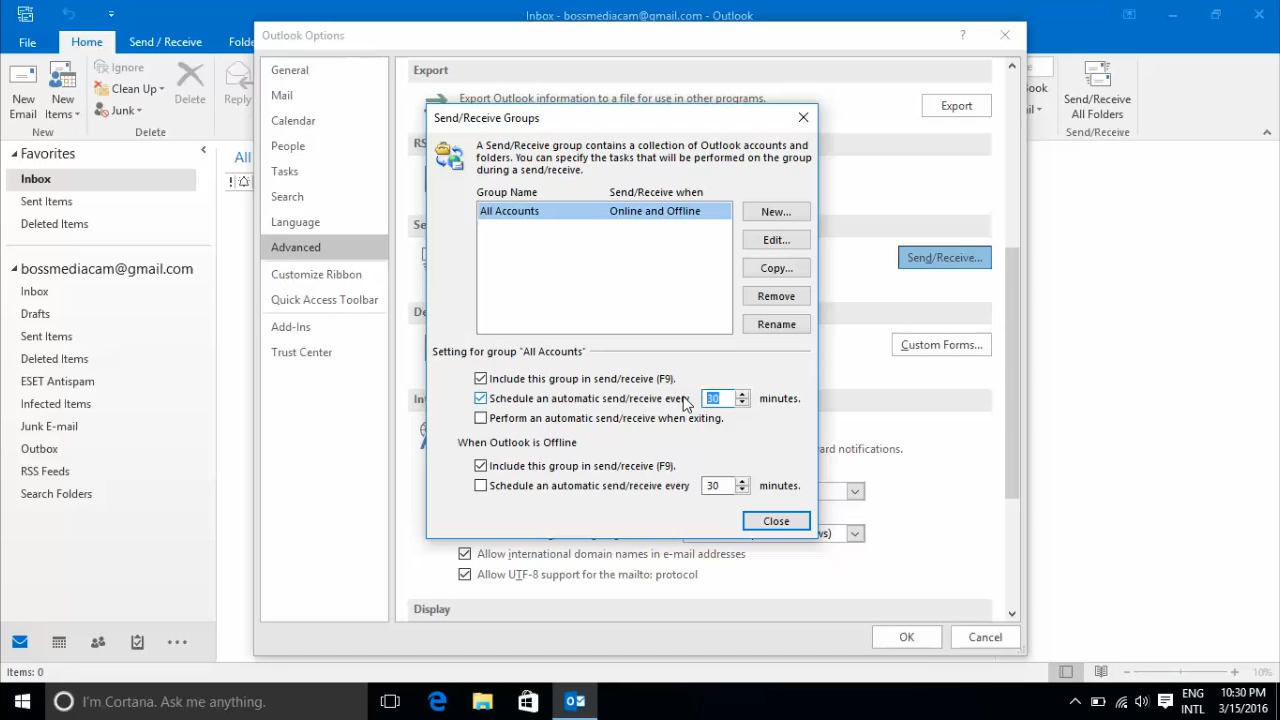 Inbox - bossmediacam@gmail.com - Outlook
File
Home
Send / Receive
Outlook Options
New Email
New Items
Ignore
Clean Up
Junk
Delete
Reply
New
Delete
Send/Receive All Folders
Send/Receive
Favorites
Inbox
Sent Items
Deleted Items
bossmediacam@gmail.com
Inbox
Drafts
Sent Items
Deleted Items
ESET Antispam
Infected Items
Junk E-mail
Outbox
RSS Feeds
Search Folders
All
General
Mail
Calendar
People
Tasks
Search
Language
Advanced
Customize Ribbon
Quick Access Toolbar
Add-Ins
Trust Center
Export
Export Outlook information to a file for use in other programs.
Export
Send/Receive...
Custom Forms...
Send/Receive Groups
A Send/Receive group contains a collection of Outlook accounts and
folders. You can specify the tasks that will be performed on the group
during a send/receive.
Group Name Send/Receive when
All Accounts Online and Offline
New...
Edit...
Copy...
Remove
Rename
Setting for group "All Accounts"
Include this group in send/receive (F9).
Schedule an automatic send/receive every 30 minutes.
Perform an automatic send/receive when exiting.
When Outlook is Offline
Include this group in send/receive (F9).
Schedule an automatic send/receive every 30 minutes.
Close
Allow international domain names in e-mail addresses
Allow UTF-8 support for the mailto: protocol
Display
OK
Cancel
Items: 0
10%
I'm Cortana. Ask me anything.
ENG
INTL
10:30 PM
3/15/2016